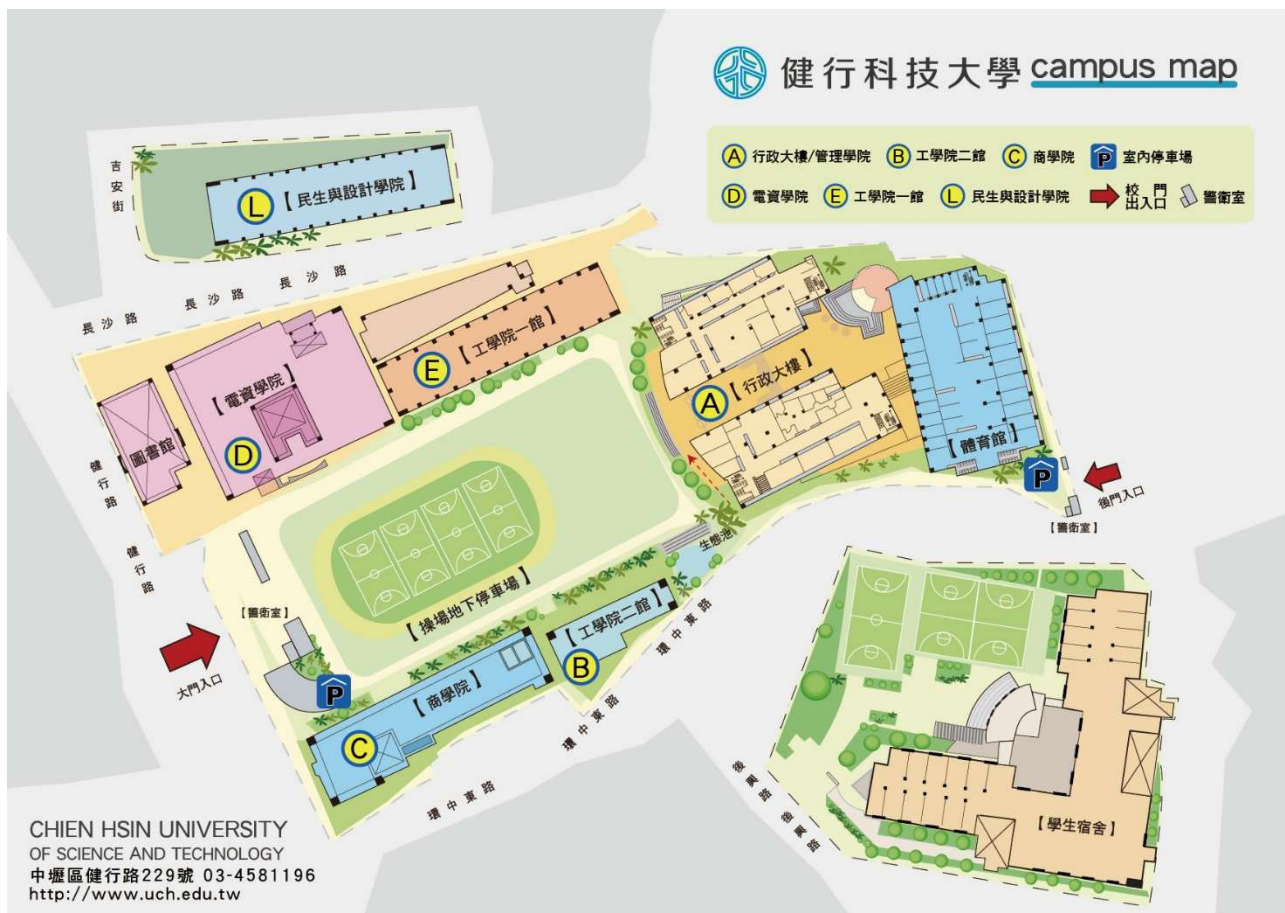 健行科技大學 campus map
A 行政大樓/管理學院 B 工學院二館 C 商學院 P 室內停車場
D 電資學院 E 工學院一館 L 民生與設計學院 校門出入口 警衛室
吉安街
L 【民生與設計學院】
長沙路 長沙路 長沙路
E 【工學院一館】
【電資學院】
D
圖書館
健行路
健行路
A 【行政大樓】
【體育館】
P
後門入口
【警衛室】
生態池
【操場地下停車場】
【警衛室】
大門入口
P
【工學院二館】
B
【商學院】
C
環中東路
環中東路
環中東路
後興路
後興路
【學生宿舍】
CHIEN HSIN UNIVERSITY
OF SCIENCE AND TECHNOLOGY
中壢區健行路229號 03-4581196
http://www.uch.edu.tw